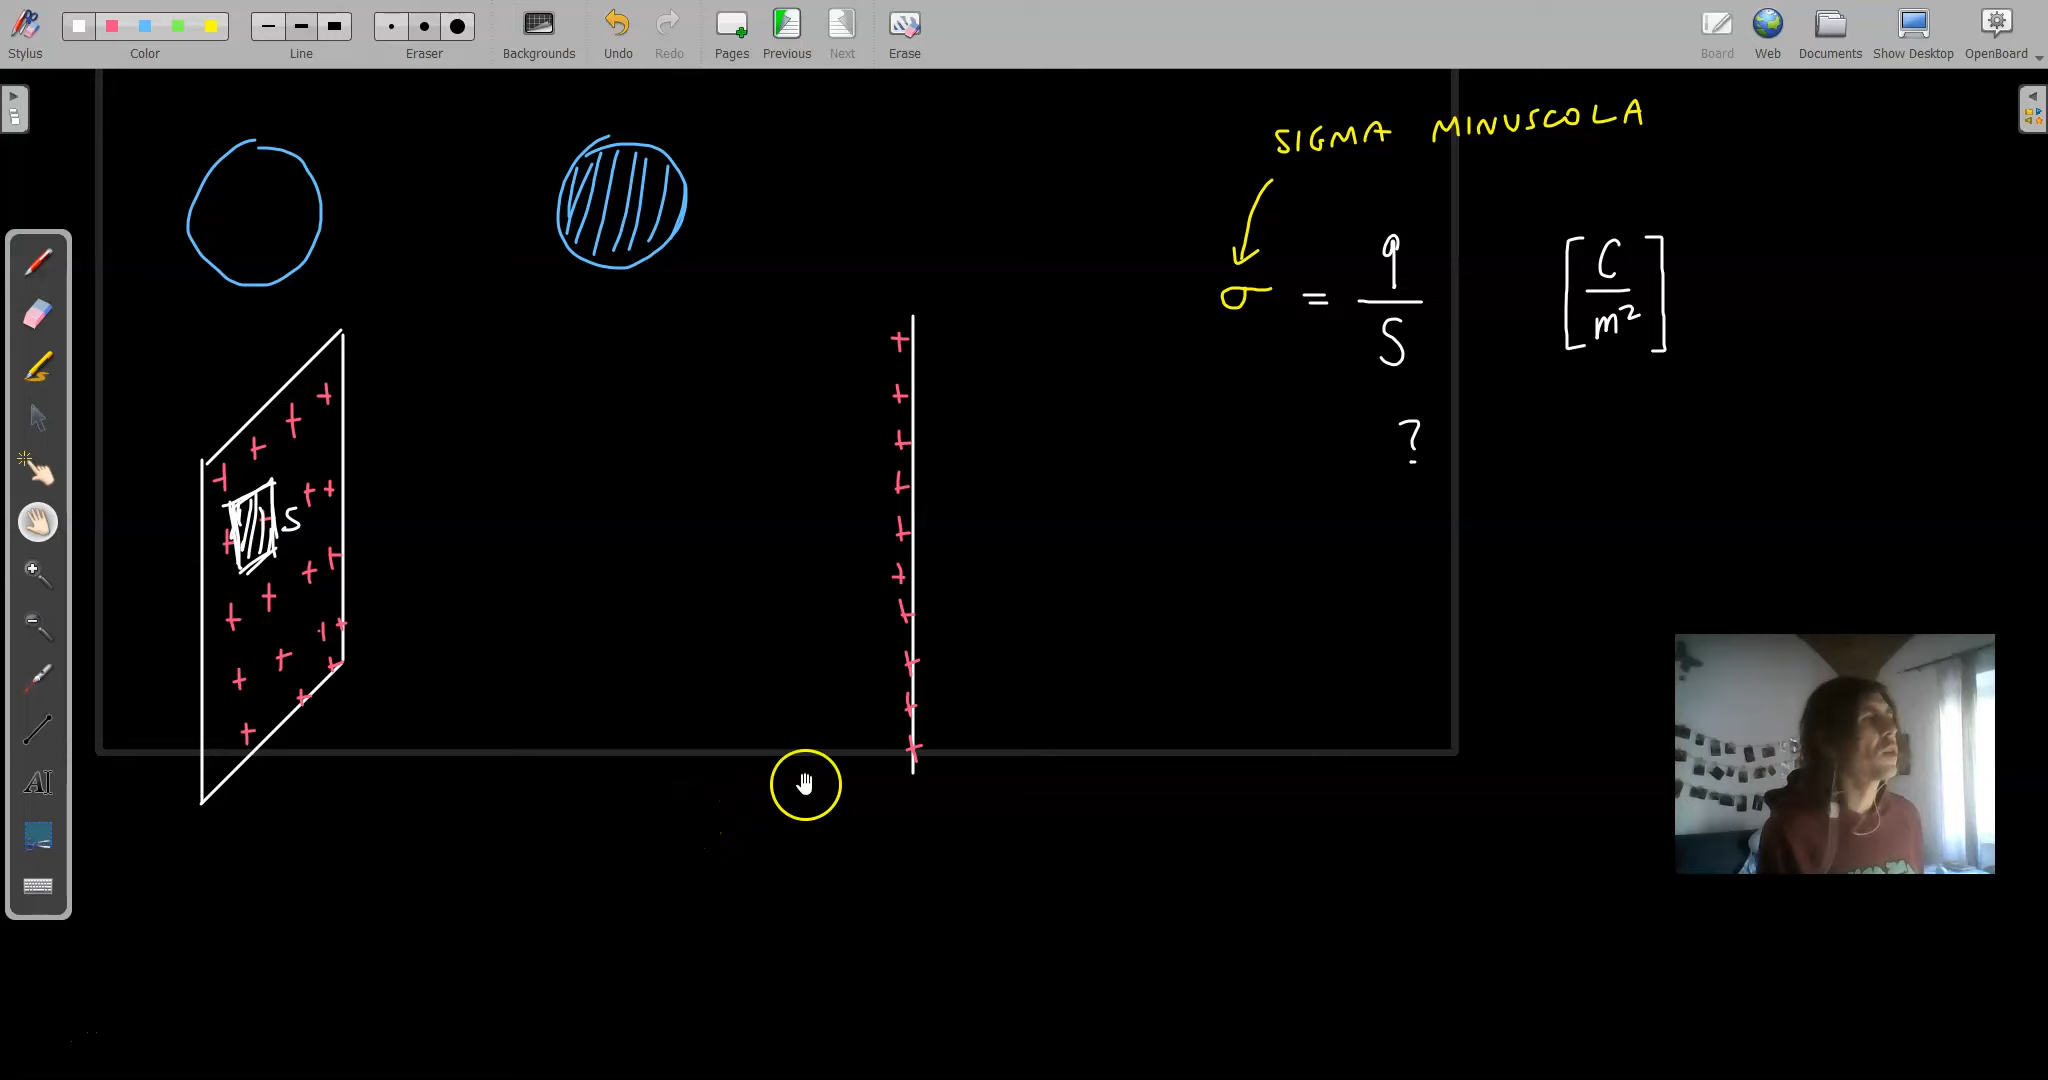 Stylus
Color
Line
Eraser
Backgrounds
Undo
Redo
Pages
Previous
Next
Erase
Board
Web
Documents
Show Desktop
OpenBoard
SIGMA MINUSCOLA
σ = q / S [C / m²]
?
S
AI